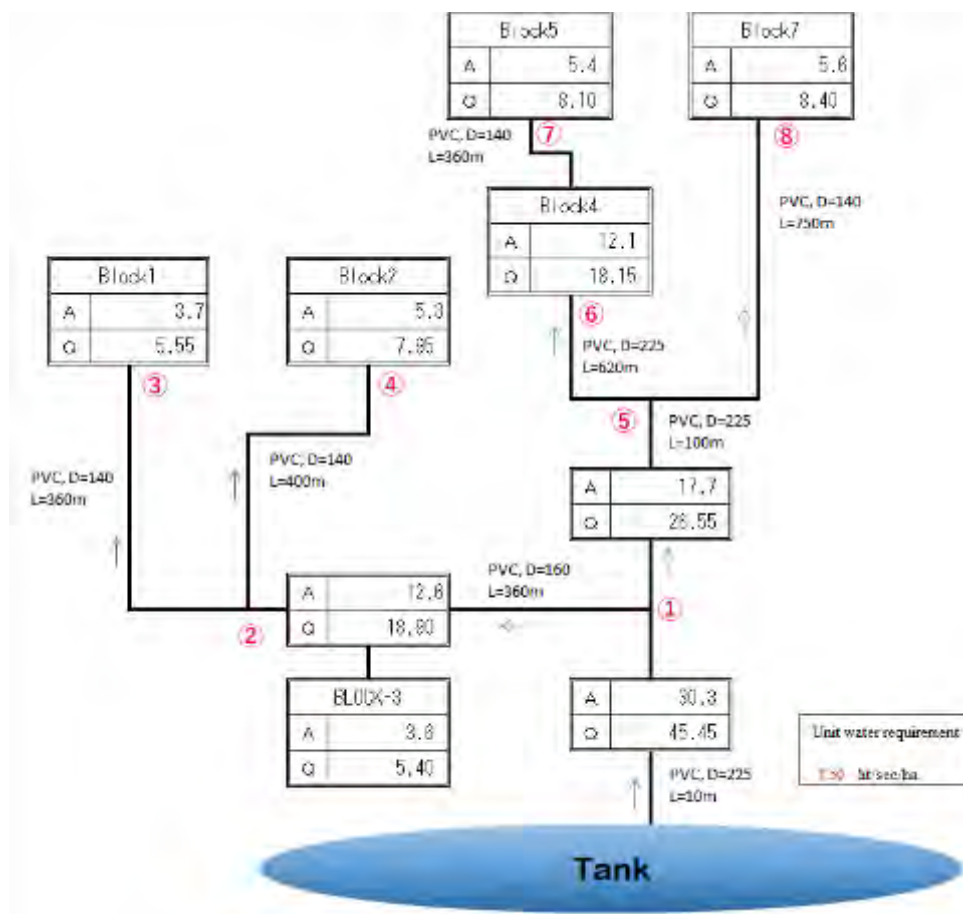 Block5
A 5.4
Q 8.10
Block7
A 5.6
Q 8.40
PVC, D=140
L=360m
⑦
⑧
Block4
A 12.1
Q 18.15
PVC, D=140
L=750m
Block1
A 3.7
Q 5.55
Block2
A 5.3
Q 7.95
⑥
PVC, D=225
L=620m
③
④
⑤
PVC, D=225
L=100m
PVC, D=140
L=360m
PVC, D=140
L=400m
A 17.7
Q 26.55
PVC, D=160
L=360m
①
A 12.6
Q 18.90
②
BLOCK-3
A 3.6
Q 5.40
A 30.3
Q 45.45
Unit water requirement
1.50 lit/sec/ha
PVC, D=225
L=10m
Tank